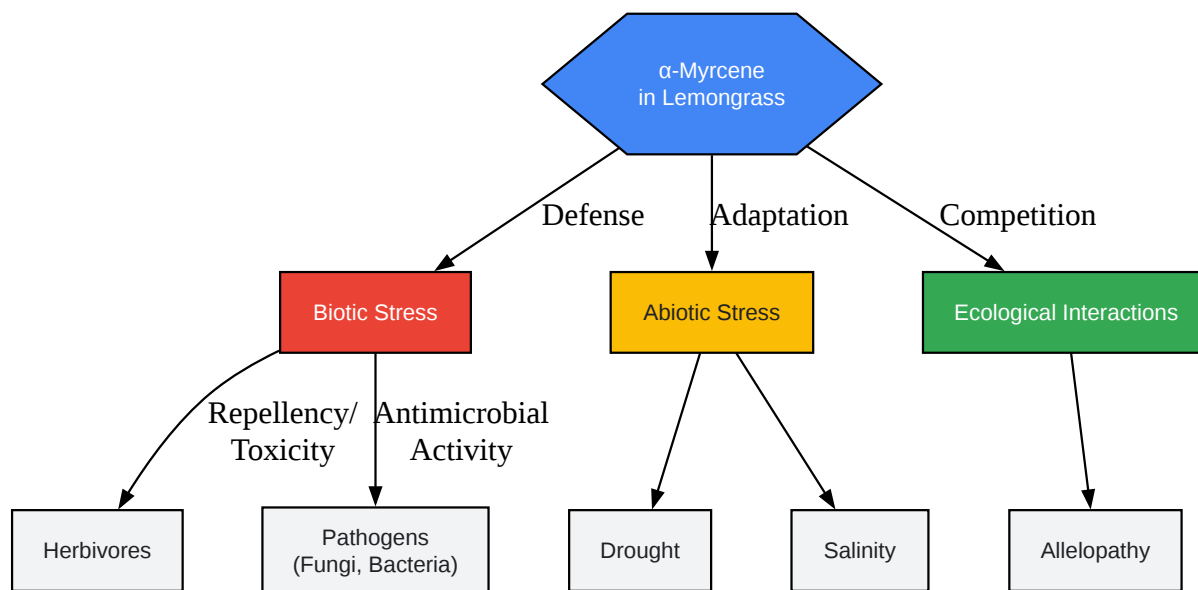 α-Myrcene
in Lemongrass
Defense
Adaptation
Competition
Biotic Stress
Abiotic Stress
Ecological Interactions
Repellency/
Toxicity
Antimicrobial
Activity
Herbivores
Pathogens
(Fungi, Bacteria)
Drought
Salinity
Allelopathy